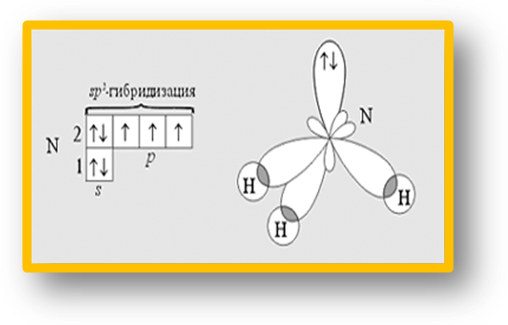 sp³-гибридизация
N 2 ↑↓ ↑ ↑ ↑
1 ↑↓ p
s
↑↓
N
H
H
H